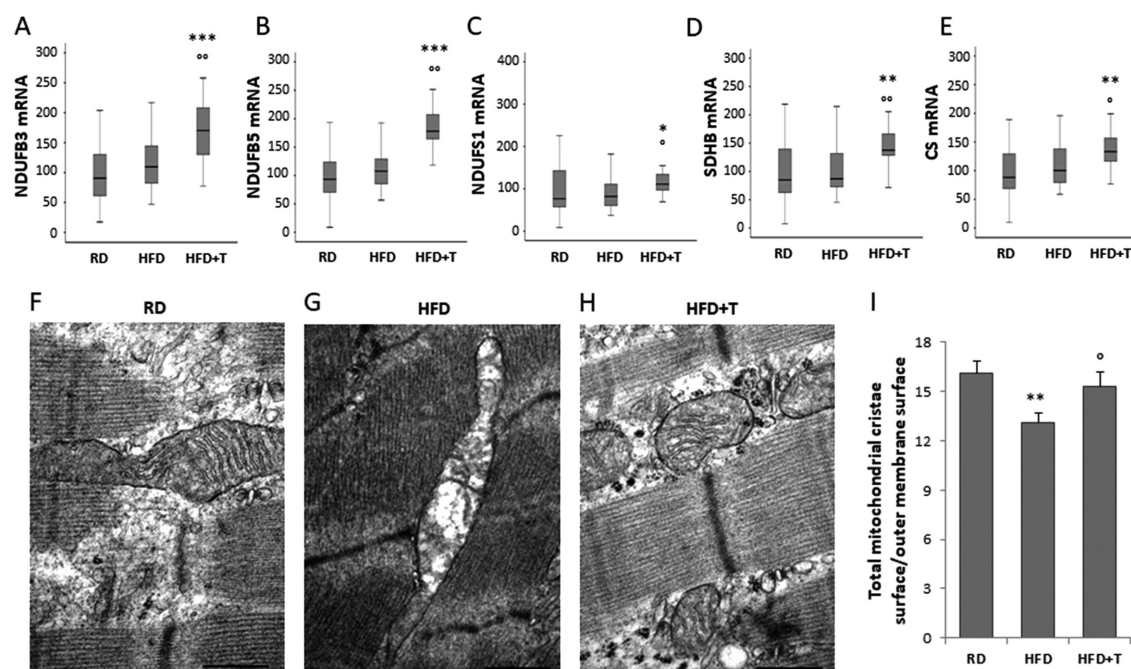 A
NDUFB3 mRNA
300
250
200
150
100
50
0
***
°°
RD HFD HFD+T
B
NDUFB5 mRNA
300
250
200
150
100
50
0
***
°°
RD HFD HFD+T
C
NDUFS1 mRNA
400
300
200
100
0
*
°
RD HFD HFD+T
D
SDHB mRNA
300
250
200
150
100
50
0
**
°°
RD HFD HFD+T
E
CS mRNA
300
250
200
150
100
50
0
**
°
RD HFD HFD+T
F RD
G HFD
H HFD+T
I
Total mitochondrial cristae
surface/outer membrane surface
18
15
12
9
6
3
0
**
°
RD HFD HFD+T